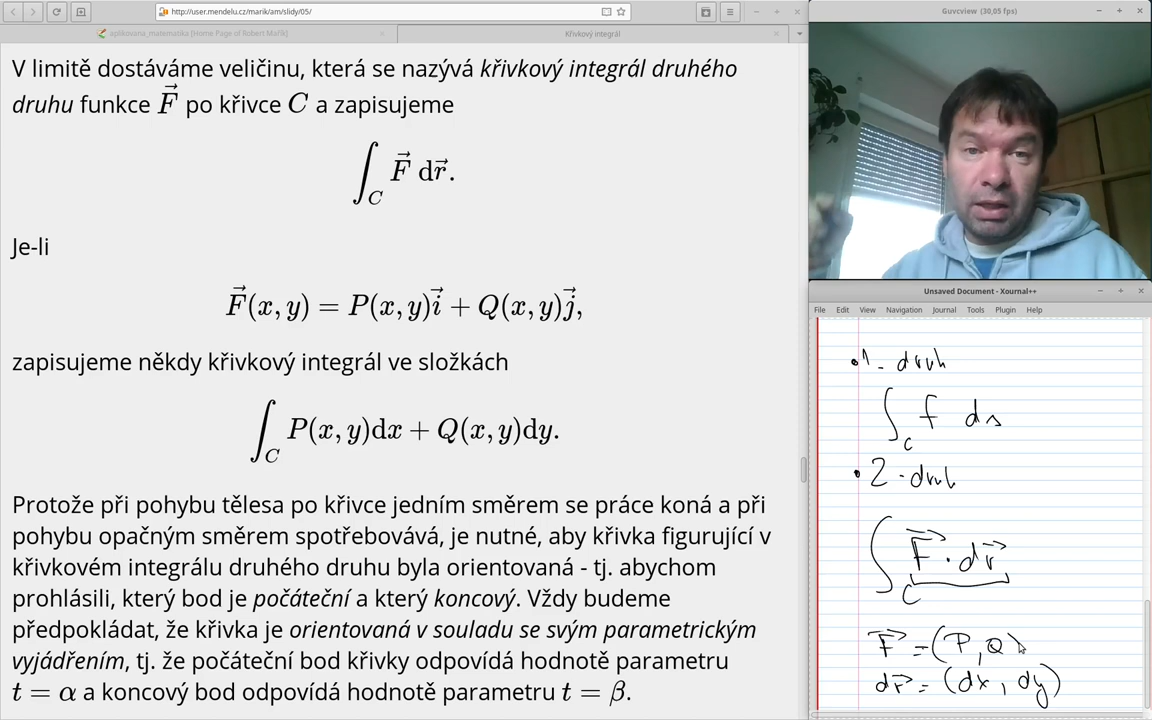 http://user.mendelu.cz/marik/am/slidy/05/
aplikovana_matematika [Home Page of Robert Mařík]
Křivkový integrál
V limitě dostáváme veličinu, která se nazývá křivkový integrál druhého
druhu funkce F⃗ po křivce C a zapisujeme
∫_C F⃗ dr⃗.
Je-li
F⃗(x, y) = P(x, y)i⃗ + Q(x, y)j⃗,
zapisujeme někdy křivkový integrál ve složkách
∫_C P(x, y)dx + Q(x, y)dy.
Protože při pohybu tělesa po křivce jedním směrem se práce koná a při
pohybu opačným směrem spotřebovává, je nutné, aby křivka figurující v
křivkovém integrálu druhého druhu byla orientovaná - tj. abychom
prohlásili, který bod je počáteční a který koncový. Vždy budeme
předpokládat, že křivka je orientovaná v souladu se svým parametrickým
vyjádřením, tj. že počáteční bod křivky odpovídá hodnotě parametru
t = α a koncový bod odpovídá hodnotě parametru t = β.
Guvcview (30,05 fps)
Unsaved Document - Xournal++
File Edit View Navigation Journal Tools Plugin Help
• 1. druh
∫_C f ds
• 2. druh
∫_C F⃗ · dr⃗
F⃗ = (P, Q)
dr⃗ = (dx, dy)